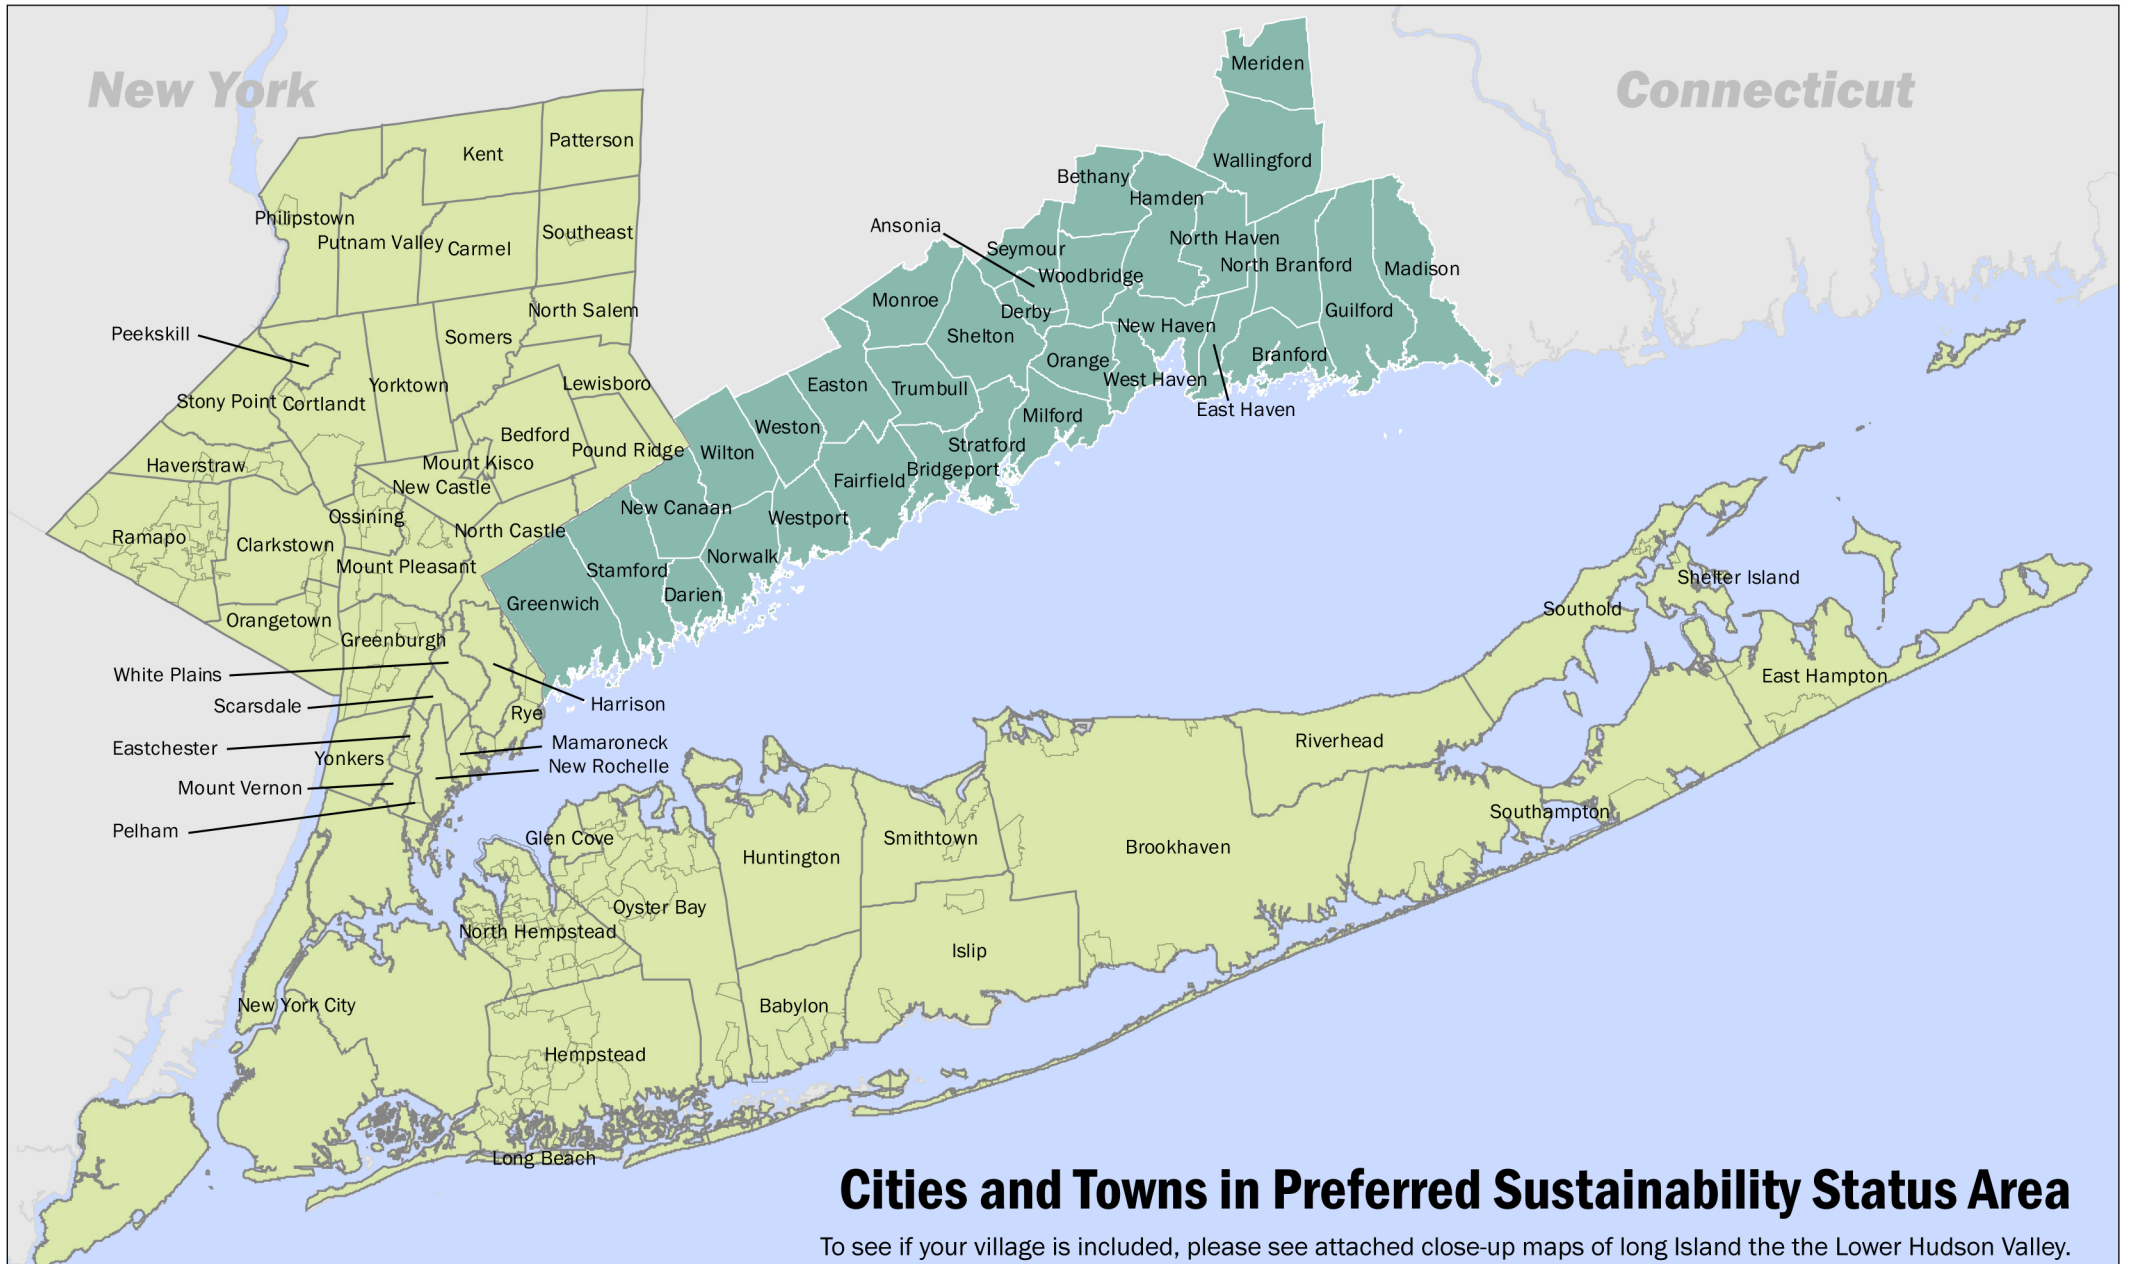 New York
Connecticut
Meriden
Patterson
Kent
Wallingford
Bethany
Hamden
Philipstown
Putnam Valley
Carmel
Southeast
Ansonia
Seymour
North Haven
Woodbridge
North Branford
Madison
Monroe
Derby
North Salem
Guilford
Peekskill
Somers
Shelton
New Haven
Branford
Orange
Yorktown
Lewisboro
Easton
Trumbull
West Haven
Stony Point
Cortlandt
East Haven
Milford
Weston
Bedford
Stratford
Pound Ridge
Wilton
Haverstraw
Mount Kisco
Bridgeport
New Castle
Fairfield
New Canaan
Ossining
Westport
North Castle
Ramapo
Clarkstown
Norwalk
Mount Pleasant
Stamford
Shelter Island
Darien
Greenwich
Southold
Orangetown
Greenburgh
White Plains
East Hampton
Scarsdale
Harrison
Rye
Eastchester
Mamaroneck
Riverhead
Yonkers
New Rochelle
Mount Vernon
Southampton
Pelham
Glen Cove
Smithtown
Brookhaven
Huntington
Oyster Bay
North Hempstead
Islip
New York City
Babylon
Hempstead
Long Beach
Cities and Towns in Preferred Sustainability Status Area
To see if your village is included, please see attached close-up maps of long Island the the Lower Hudson Valley.